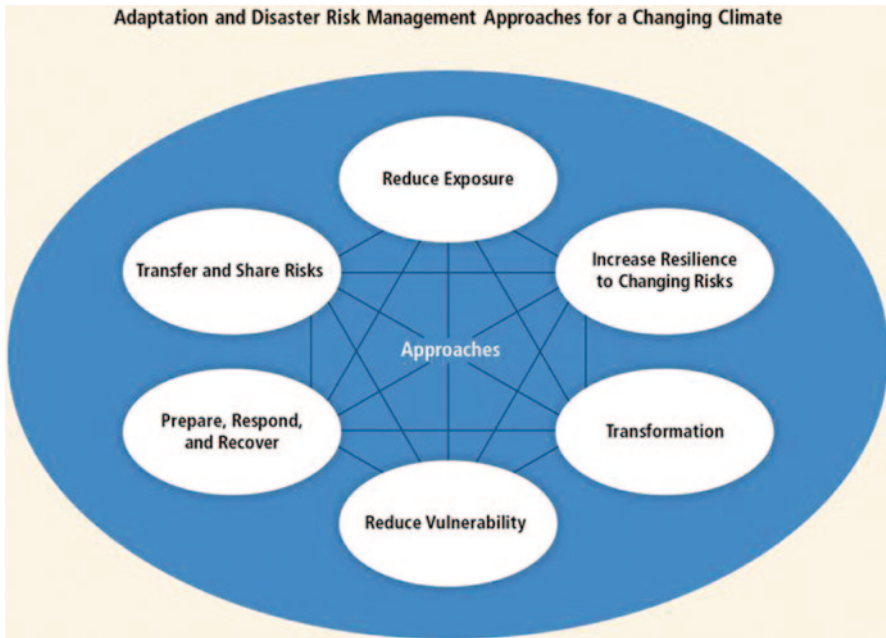 Adaptation and Disaster Risk Management Approaches for a Changing Climate
Reduce Exposure
Transfer and Share Risks
Increase Resilience
to Changing Risks
Approaches
Prepare, Respond,
and Recover
Transformation
Reduce Vulnerability